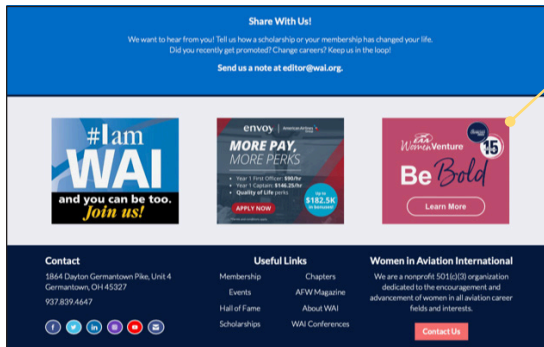 Share With Us!
We want to hear from you! Tell us how a scholarship or your membership has changed your life.
Did you recently get promoted? Change careers? Keep us in the loop!
Send us a note at editor@wai.org.
#Iam
WAI
and you can be too.
Join us!
envoy | American Airlines
MORE PAY,
MORE PERKS
• Year 1 First Officer: $90/hr
• Year 1 Captain: $146.25/hr
• Quality of Life perks
Up to
$182.5K
in bonuses!
APPLY NOW
WomenVenture
15
Be Bold
Learn More
Contact
1864 Dayton Germantown Pike, Unit 4
Germantown, OH 45327
937.839.4647
Useful Links
Membership
Chapters
Events
AFW Magazine
Hall of Fame
About WAI
Scholarships
WAI Conferences
Women in Aviation International
We are a nonprofit 501(c)(3) organization
dedicated to the encouragement and
advancement of women in all aviation career
fields and interests.
Contact Us